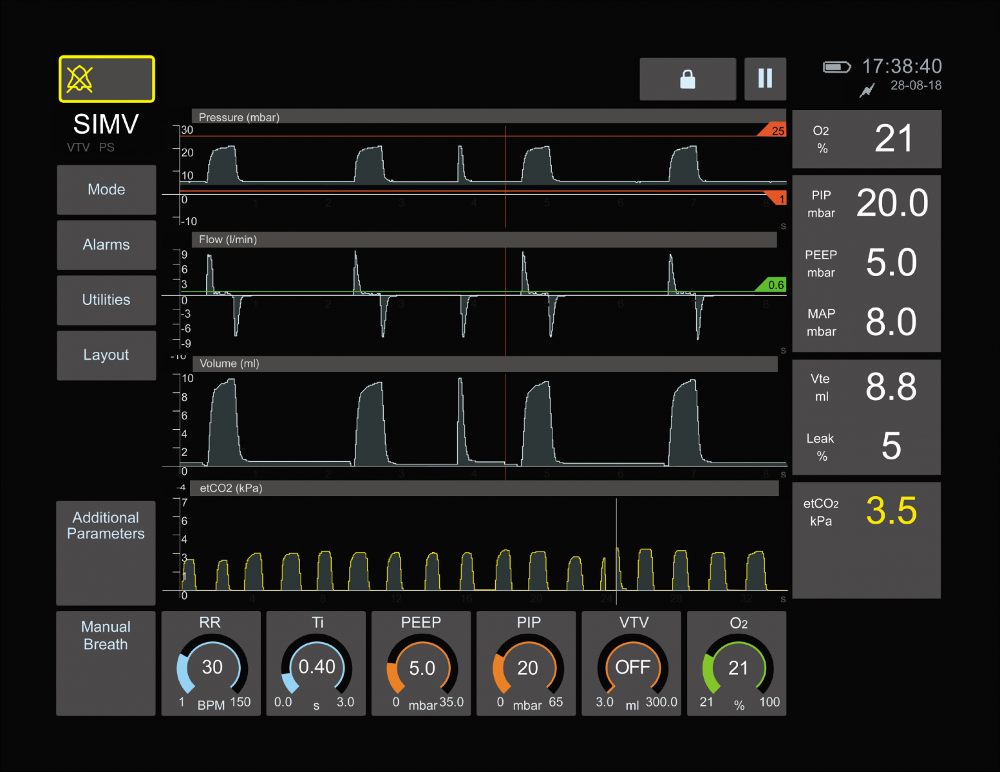 17:38:40
28-08-18
SIMV
VTV PS
Mode
Alarms
Utilities
Layout
Additional
Parameters
Manual
Breath
Pressure (mbar)
30
20
10
0
-10
25
1
1 2 3 4 5 6 7 8
s
Flow (l/min)
9
6
3
0
-3
-6
-9
0.6
1 2 3 4 5 6 7 8
s
-10
Volume (ml)
10
8
6
4
2
0
1 2 3 4 5 6 7 8
s
-4
etCO2 (kPa)
7
6
4
3
1
0
4 8 12 16 20 24 28 32
s
O2
%
21
PIP
mbar
20.0
PEEP
mbar
5.0
MAP
mbar
8.0
Vte
ml
8.8
Leak
%
5
etCO2
kPa
3.5
RR
30
1 BPM 150
Ti
0.40
0.0 s 3.0
PEEP
5.0
0 mbar 35.0
PIP
20
0 mbar 65
VTV
OFF
3.0 ml 300.0
O2
21
21 % 100